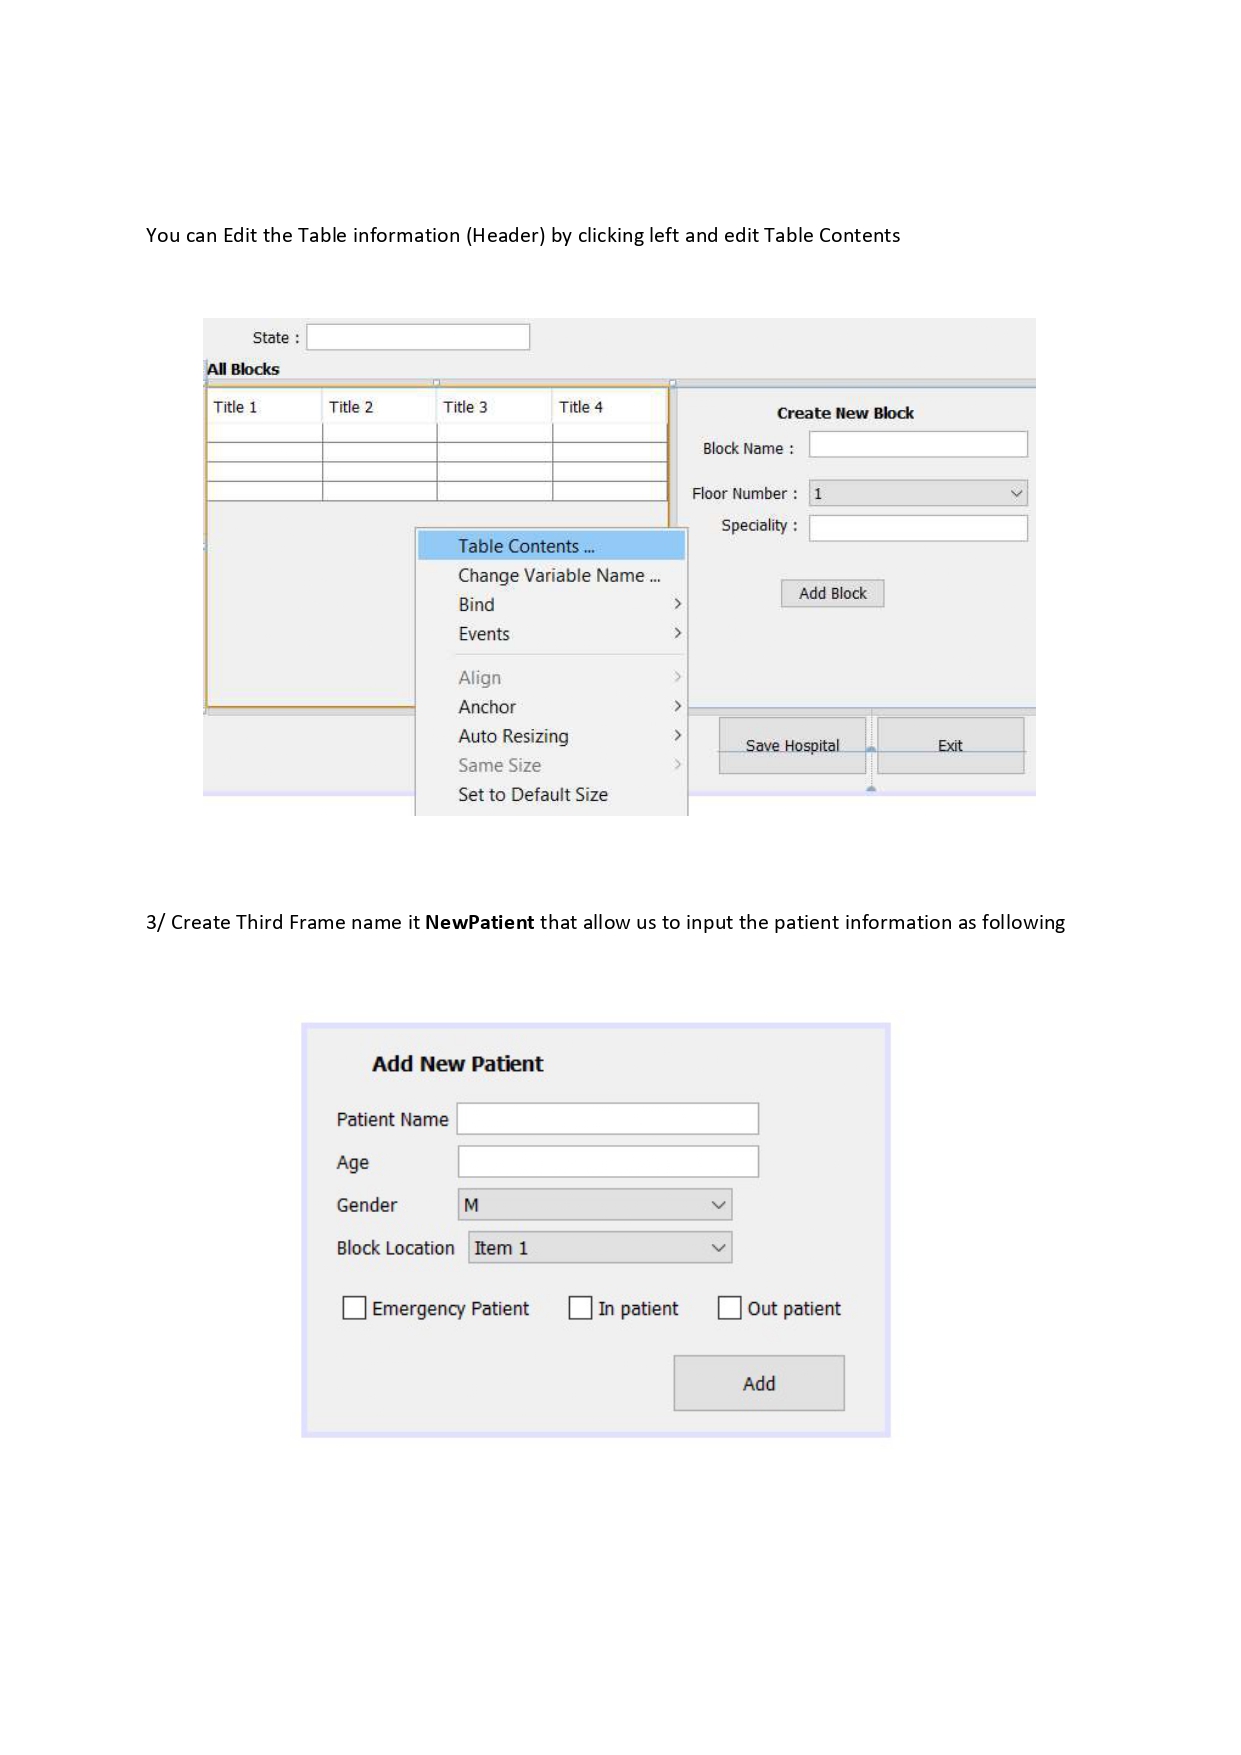 You can Edit the Table information (Header) by clicking left and edit Table Contents
State :
All Blocks
Title 1 Title 2 Title 3 Title 4
Create New Block
Block Name :
Floor Number : 1
Speciality :
Add Block
Table Contents ...
Change Variable Name ...
Bind
Events
Align
Anchor
Auto Resizing
Same Size
Set to Default Size
Save Hospital Exit
3/ Create Third Frame name it NewPatient that allow us to input the patient information as following
Add New Patient
Patient Name
Age
Gender M
Block Location Item 1
Emergency Patient In patient Out patient
Add